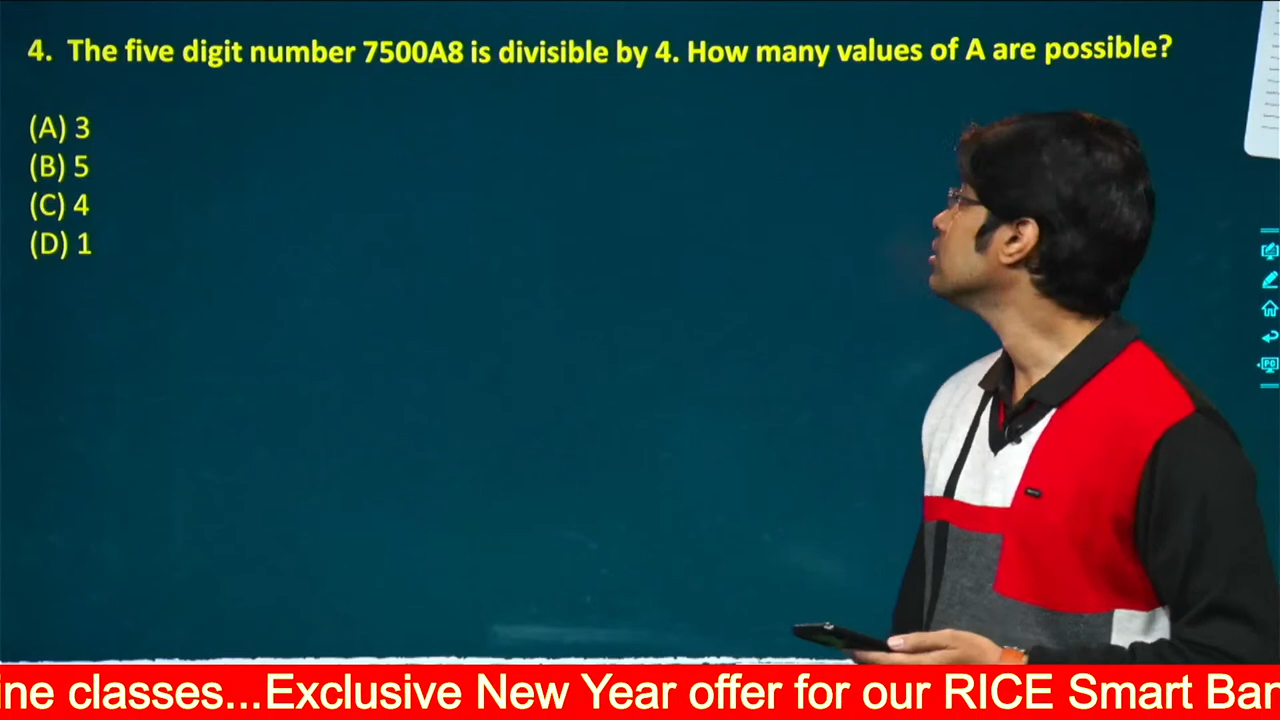 4. The five digit number 7500A8 is divisible by 4. How many values of A are possible?
(A) 3
(B) 5
(C) 4
(D) 1
ine classes...Exclusive New Year offer for our RICE Smart Bar